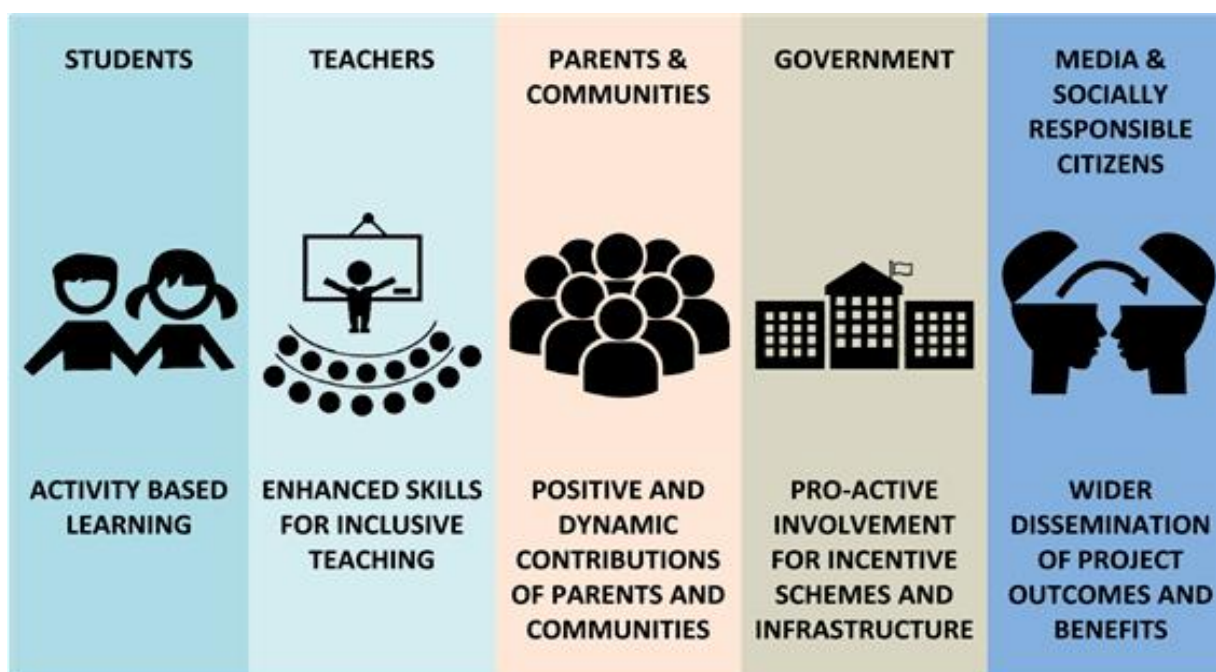 STUDENTS
ACTIVITY BASED
LEARNING
TEACHERS
ENHANCED SKILLS
FOR INCLUSIVE
TEACHING
PARENTS &
COMMUNITIES
POSITIVE AND
DYNAMIC
CONTRIBUTIONS
OF PARENTS AND
COMMUNITIES
GOVERNMENT
PRO-ACTIVE
INVOLVEMENT
FOR INCENTIVE
SCHEMES AND
INFRASTRUCTURE
MEDIA &
SOCIALLY
RESPONSIBLE
CITIZENS
WIDER
DISSEMINATION
OF PROJECT
OUTCOMES AND
BENEFITS